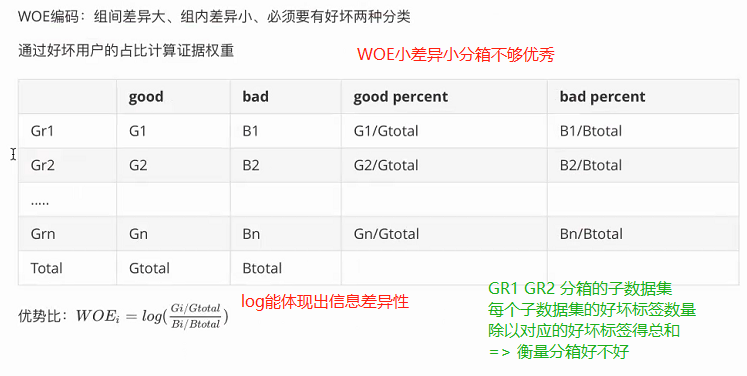 WOE编码：组间差异大、组内差异小、必须要有好坏两种分类
通过好坏用户的占比计算证据权重
WOE小差异小分箱不够优秀
good bad good percent bad percent
Gr1 G1 B1 G1/Gtotal B1/Btotal
Gr2 G2 B2 G2/Gtotal B2/Btotal
.....
Grn Gn Bn Gn/Gtotal Bn/Btotal
Total Gtotal Btotal
log能体现出信息差异性
优势比：WOE_i = log(\frac{Gi/Gtotal}{Bi/Btotal})
GR1 GR2 分箱的子数据集
每个子数据集的好坏标签数量
除以对应的好坏标签得总和
=> 衡量分箱好不好